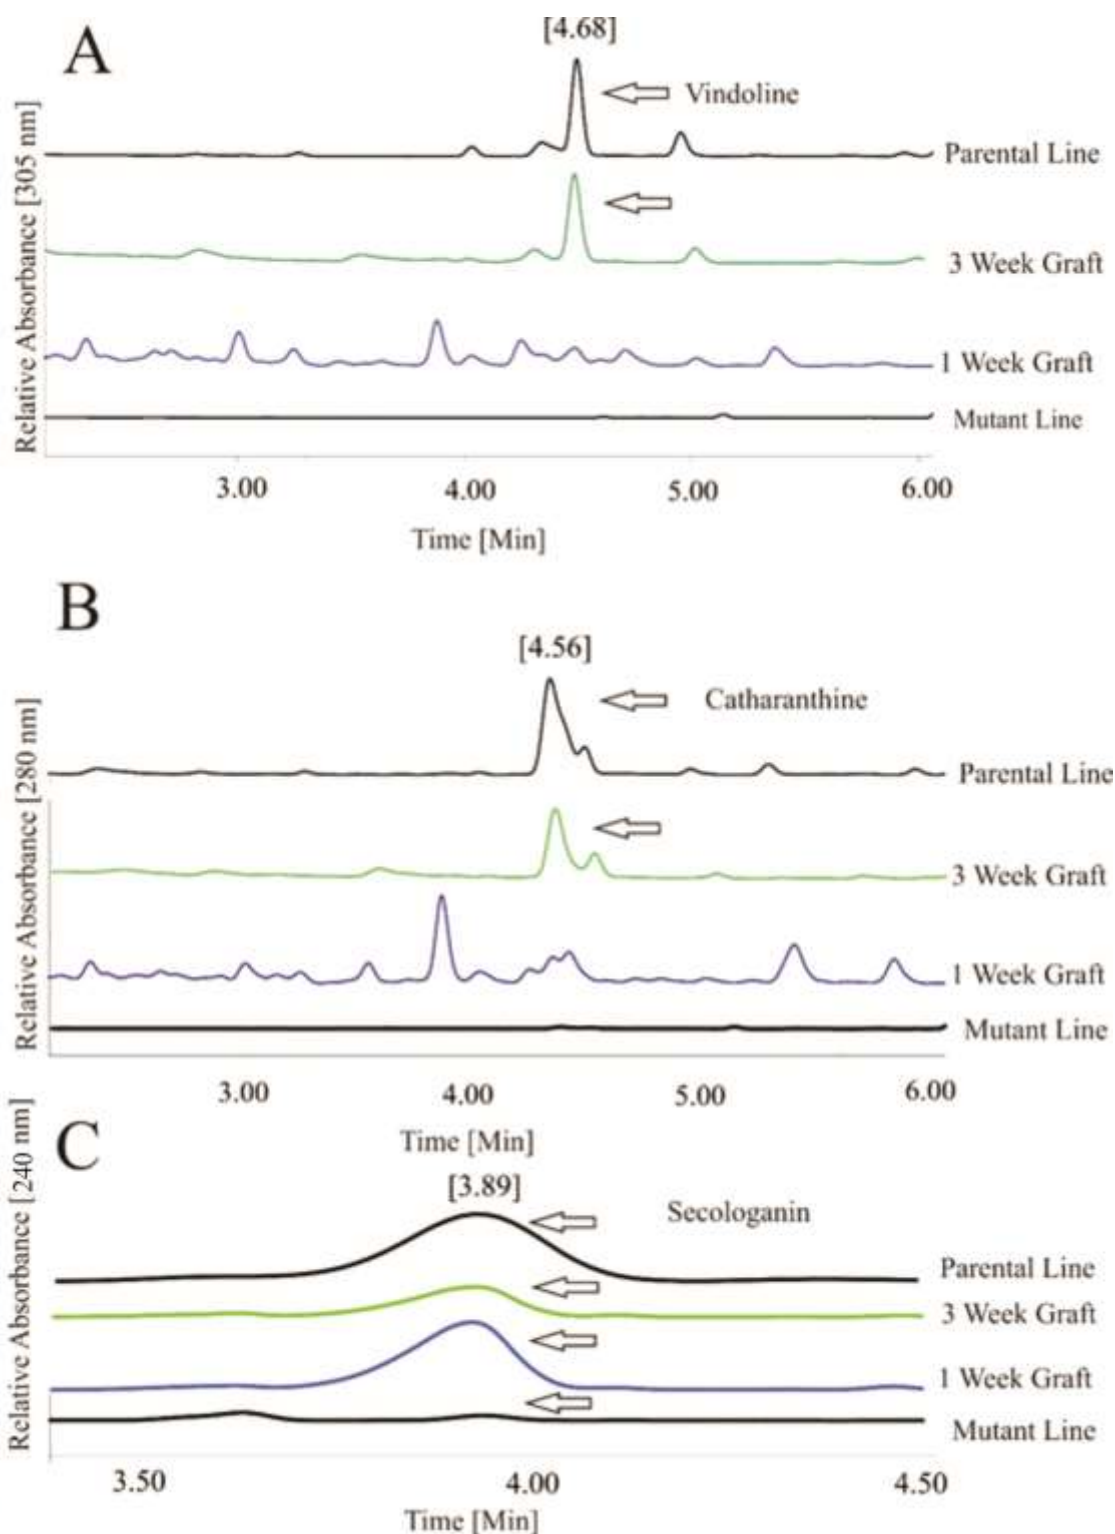 A
[4.68]
Vindoline
Parental Line
3 Week Graft
1 Week Graft
Mutant Line
Relative Absorbance [305 nm]
3.00 4.00 5.00 6.00
Time [Min]
B
[4.56]
Catharanthine
Parental Line
3 Week Graft
1 Week Graft
Mutant Line
Relative Absorbance [280 nm]
3.00 4.00 5.00 6.00
Time [Min]
C
[3.89]
Secologanin
Parental Line
3 Week Graft
1 Week Graft
Mutant Line
Relative Absorbance [240 nm]
3.50 4.00 4.50
Time [Min]